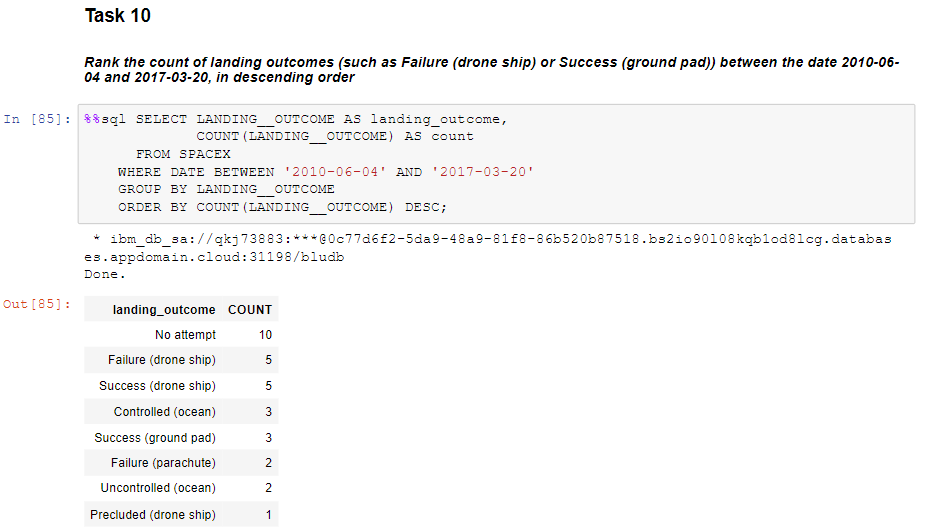 Task 10
Rank the count of landing outcomes (such as Failure (drone ship) or Success (ground pad)) between the date 2010-06-
04 and 2017-03-20, in descending order
In [85]: %%sql SELECT LANDING__OUTCOME AS landing_outcome,
COUNT(LANDING__OUTCOME) AS count
FROM SPACEX
WHERE DATE BETWEEN '2010-06-04' AND '2017-03-20'
GROUP BY LANDING__OUTCOME
ORDER BY COUNT(LANDING__OUTCOME) DESC;
* ibm_db_sa://qkj73883:***@0c77d6f2-5da9-48a9-81f8-86b520b87518.bs2io90l08kqb1od8lcg.databas
es.appdomain.cloud:31198/bludb
Done.
Out[85]: landing_outcome COUNT
No attempt 10
Failure (drone ship) 5
Success (drone ship) 5
Controlled (ocean) 3
Success (ground pad) 3
Failure (parachute) 2
Uncontrolled (ocean) 2
Precluded (drone ship) 1